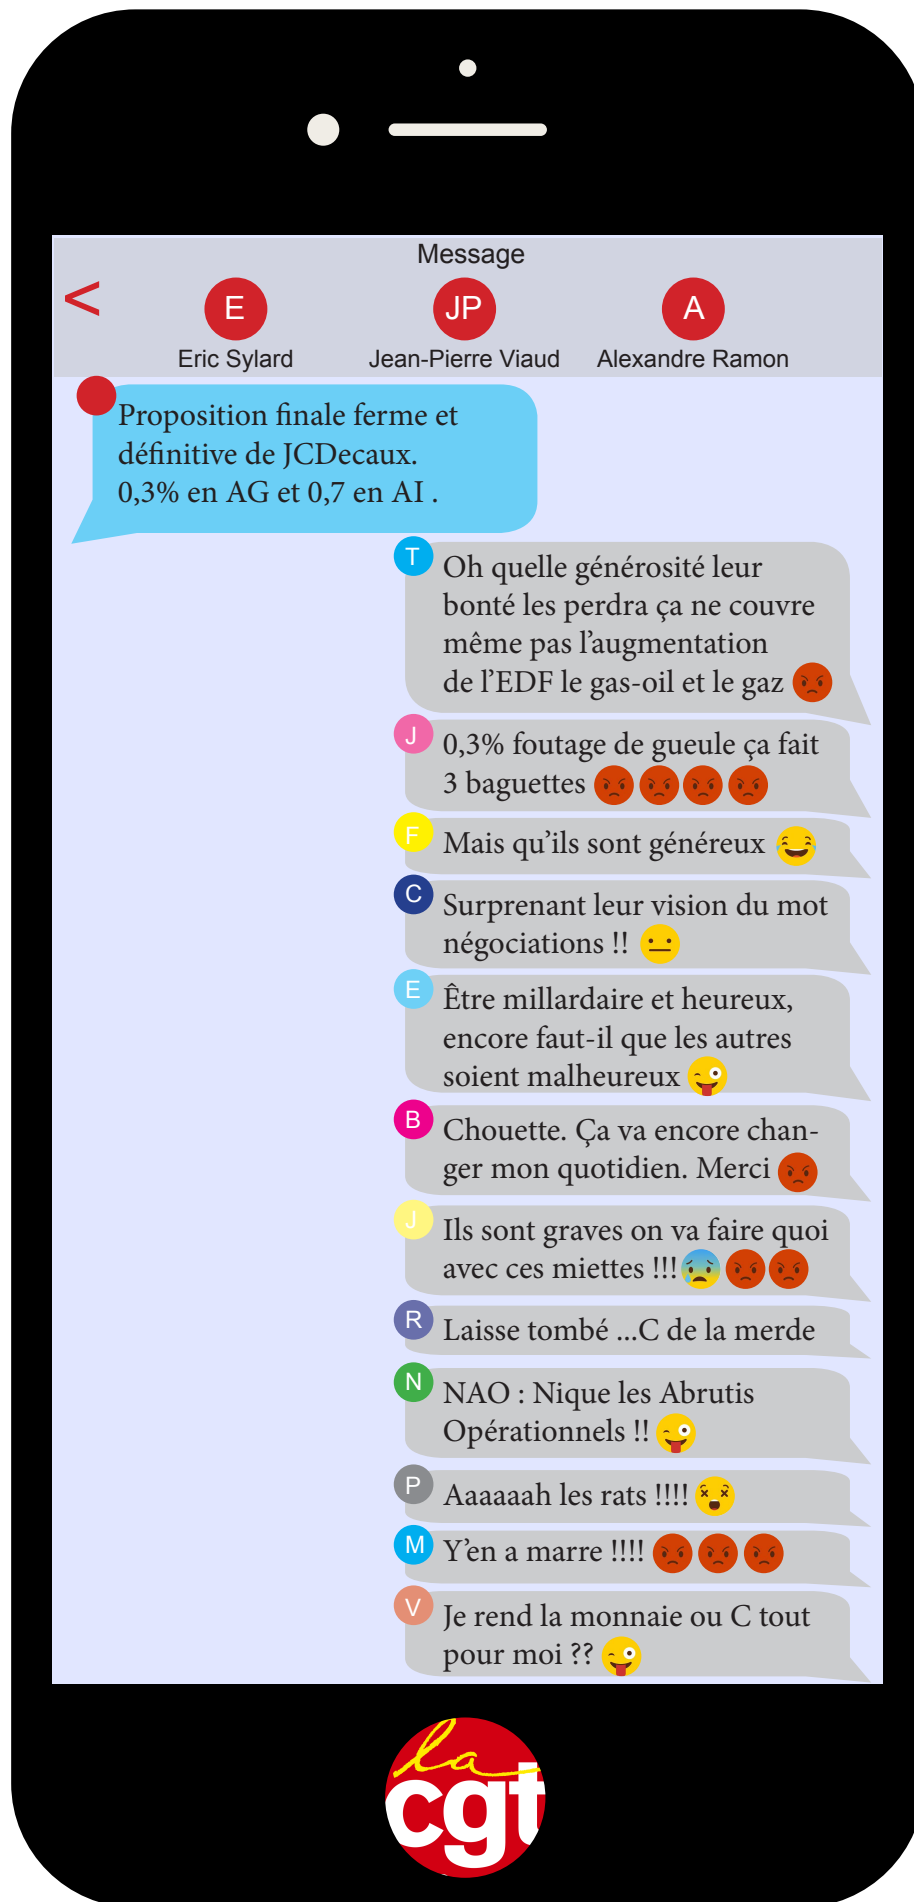 Message
<
E
JP
A
Eric Sylard
Jean-Pierre Viaud
Alexandre Ramon
Proposition finale ferme et
définitive de JCDecaux.
0,3% en AG et 0,7 en AI .
T
Oh quelle générosité leur
bonté les perdra ça ne couvre
même pas l'augmentation
de l'EDF le gas-oil et le gaz
J
0,3% foutage de gueule ça fait
3 baguettes
F
Mais qu'ils sont généreux
C
Surprenant leur vision du mot
négociations !!
E
Être millardaire et heureux,
encore faut-il que les autres
soient malheureux
B
Chouette. Ça va encore chan-
ger mon quotidien. Merci
J
Ils sont graves on va faire quoi
avec ces miettes !!!
R
Laisse tombé ...C de la merde
N
NAO : Nique les Abrutis
Opérationnels !!
P
Aaaaaah les rats !!!!
M
Y'en a marre !!!!
V
Je rend la monnaie ou C tout
pour moi ??
la
cgt